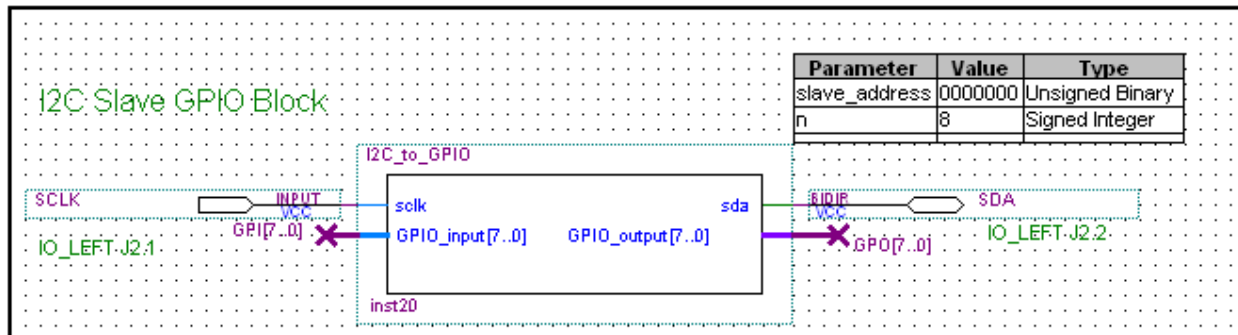 Parameter Value Type
slave_address 0000000 Unsigned Binary
n 8 Signed Integer
I2C Slave GPIO Block
I2C_to_GPIO
SCLK INPUT VCC sclk sda BIDIR VCC SDA
GPI[7..0] GPIO_input[7..0] GPIO_output[7..0] GPO[7..0]
IO_LEFT-J2.1 IO_LEFT-J2.2
inst20